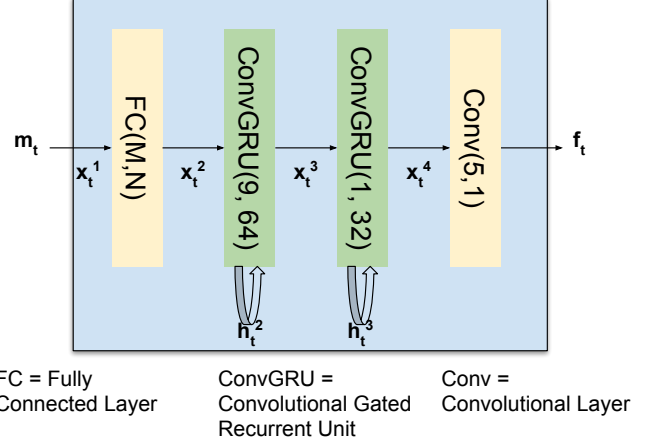 FC(M,N)
ConvGRU(9, 64)
ConvGRU(1, 32)
Conv(5,1)
m_t
f_t
x_t^1
x_t^2
x_t^3
x_t^4
h_t^2
h_t^3
FC = Fully
Connected Layer
ConvGRU =
Convolutional Gated
Recurrent Unit
Conv =
Convolutional Layer